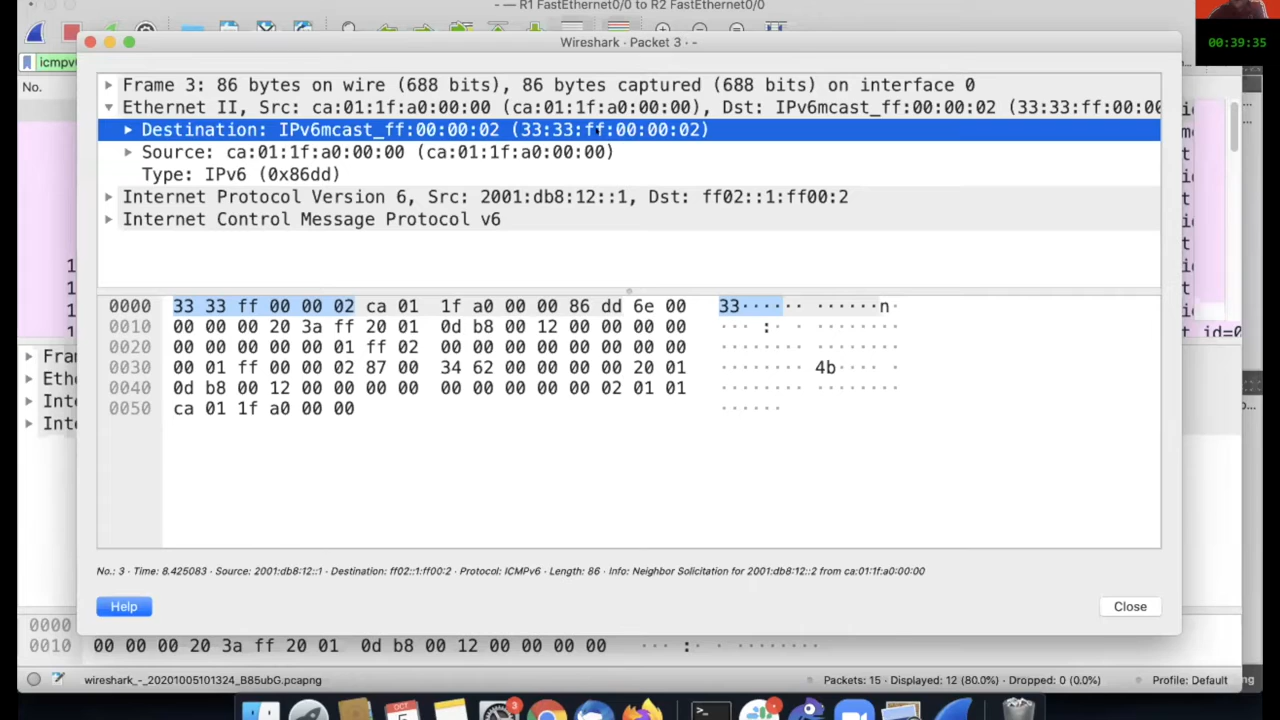 - — R1 FastEthernet0/0 to R2 FastEthernet0/0
00:39:35
Wireshark · Packet 3 · -
icmpv
No.
Frame 3: 86 bytes on wire (688 bits), 86 bytes captured (688 bits) on interface 0
Ethernet II, Src: ca:01:1f:a0:00:00 (ca:01:1f:a0:00:00), Dst: IPv6mcast_ff:00:00:02 (33:33:ff:00:00
Destination: IPv6mcast_ff:00:00:02 (33:33:ff:00:00:02)
Source: ca:01:1f:a0:00:00 (ca:01:1f:a0:00:00)
Type: IPv6 (0x86dd)
Internet Protocol Version 6, Src: 2001:db8:12::1, Dst: ff02::1:ff00:2
Internet Control Message Protocol v6
0000 33 33 ff 00 00 02 ca 01 1f a0 00 00 86 dd 6e 00 33···· ·· ······n·
0010 00 00 00 20 3a ff 20 01 0d b8 00 12 00 00 00 00 ··· :· · ········
0020 00 00 00 00 00 01 ff 02 00 00 00 00 00 00 00 00 ········ ········
0030 00 01 ff 00 00 02 87 00 34 62 00 00 00 00 20 01 ········ 4b···· ·
0040 0d b8 00 12 00 00 00 00 00 00 00 00 00 02 01 01 ········ ········
0050 ca 01 1f a0 00 00 ······
t id=0
Fra
Ethe
Inte
Inte
No.: 3 · Time: 8.425083 · Source: 2001:db8:12::1 · Destination: ff02::1:ff00:2 · Protocol: ICMPv6 · Length: 86 · Info: Neighbor Solicitation for 2001:db8:12::2 from ca:01:1f:a0:00:00
Help
Close
0000
0010 00 00 00 20 3a ff 20 01 0d b8 00 12 00 00 00 00 ··· :· · ········
wireshark_-_20201005101324_B85ubG.pcapng
Packets: 15 · Displayed: 12 (80.0%) · Dropped: 0 (0.0%)
Profile: Default
ng
OCT
5
3